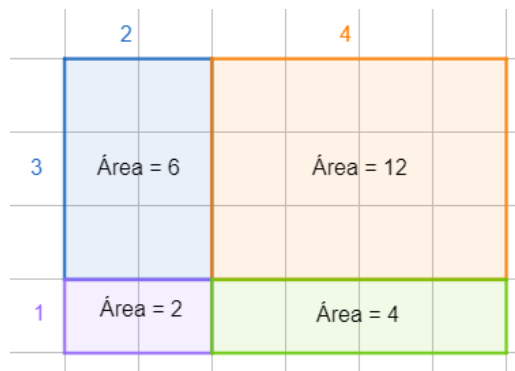 2 4
3 Área = 6 Área = 12
1 Área = 2 Área = 4